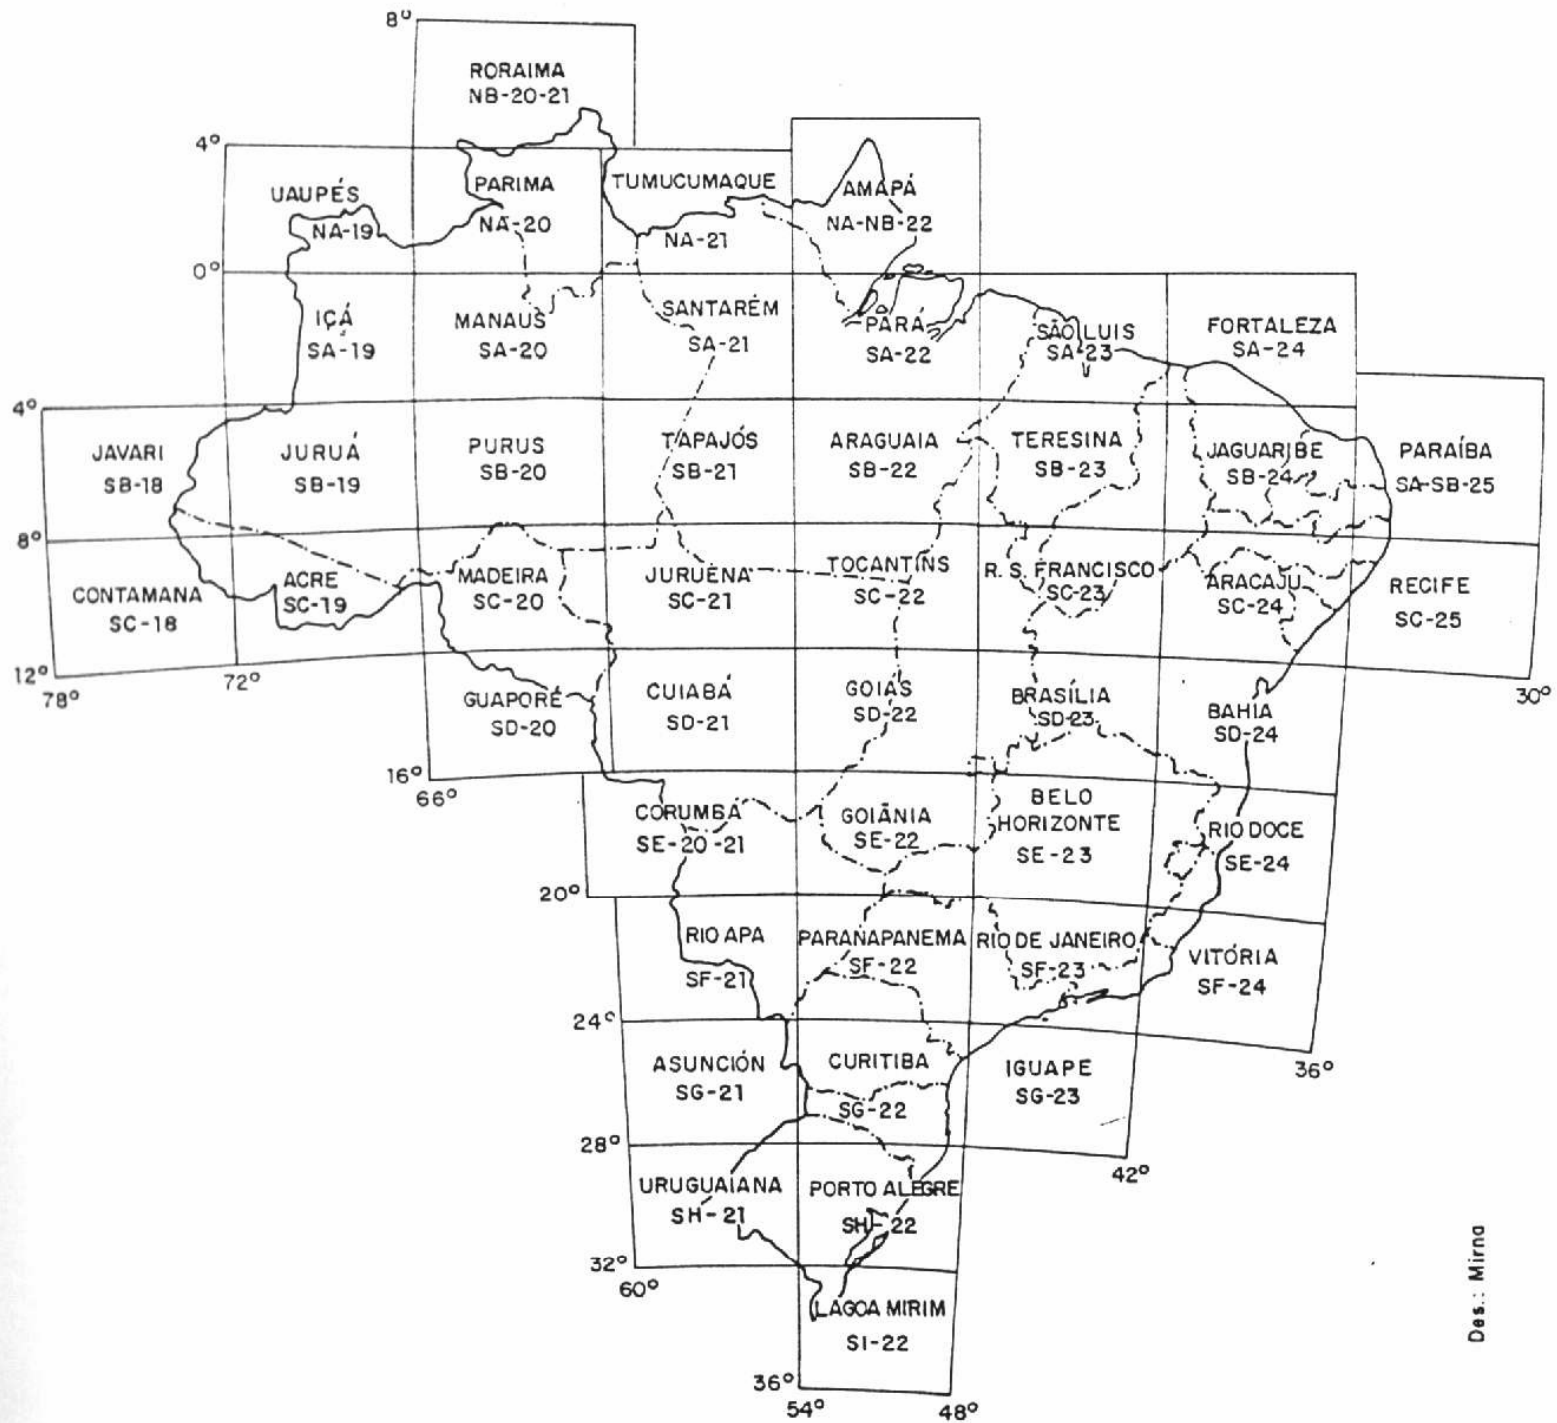 8°
RORAIMA
NB-20-21
4°
UAUPÉS
NA-19
PARIMA
NA-20
TUMUCUMAQUE
NA-21
AMAPÁ
NA-NB-22
0°
IÇÁ
SA-19
MANAUS
SA-20
SANTARÉM
SA-21
PARÁ
SA-22
SÃO LUIS
SA-23
FORTALEZA
SA-24
4°
JAVARI
SB-18
JURUÁ
SB-19
PURUS
SB-20
TAPAJÓS
SB-21
ARAGUAIA
SB-22
TERESINA
SB-23
JAGUARIBE
SB-24
PARAÍBA
SA-SB-25
8°
CONTAMANA
SC-18
ACRE
SC-19
MADEIRA
SC-20
JURUENA
SC-21
TOCANTINS
SC-22
R. S. FRANCISCO
SC-23
ARACAJU
SC-24
RECIFE
SC-25
12°
78°
72°
30°
GUAPORÉ
SD-20
CUIABÁ
SD-21
GOIÁS
SD-22
BRASÍLIA
SD-23
BAHIA
SD-24
16°
66°
CORUMBÁ
SE-20-21
GOIÂNIA
SE-22
BELO
HORIZONTE
SE-23
RIO DOCE
SE-24
20°
RIO APA
SF-21
PARANAPANEMA
SF-22
RIO DE JANEIRO
SF-23
VITÓRIA
SF-24
24°
36°
ASUNCIÓN
SG-21
CURITIBA
SG-22
IGUAPE
SG-23
28°
42°
URUGUAIANA
SH-21
PORTO ALEGRE
SH-22
32°
60°
LAGOA MIRIM
SI-22
36°
54°
48°
Des.: Mirna